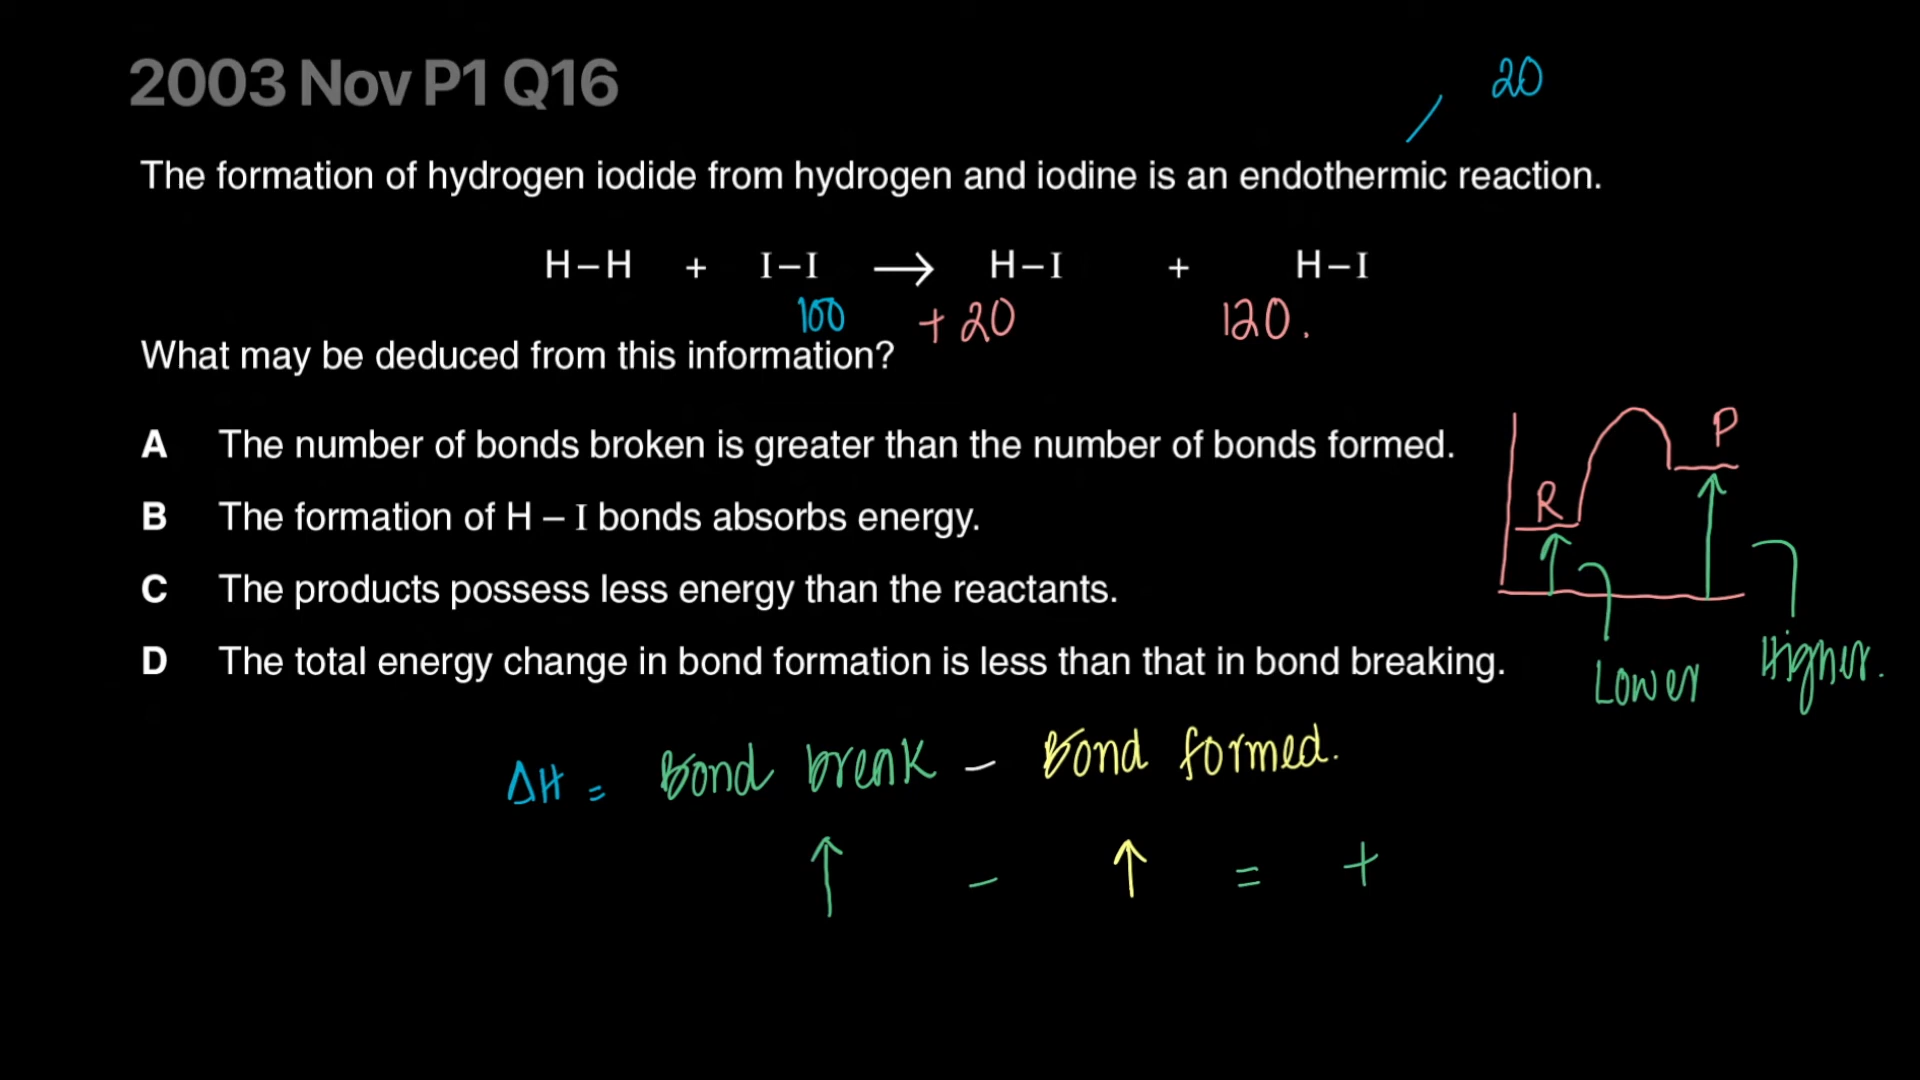 2003 Nov P1 Q16
20
The formation of hydrogen iodide from hydrogen and iodine is an endothermic reaction.
H–H + I–I → H–I + H–I
100 + 20 120.
What may be deduced from this information?
A The number of bonds broken is greater than the number of bonds formed.
B The formation of H – I bonds absorbs energy.
C The products possess less energy than the reactants.
D The total energy change in bond formation is less than that in bond breaking.
P
R
Lower Higher.
ΔH = Bond break – Bond formed.
↑ – ↑ = +